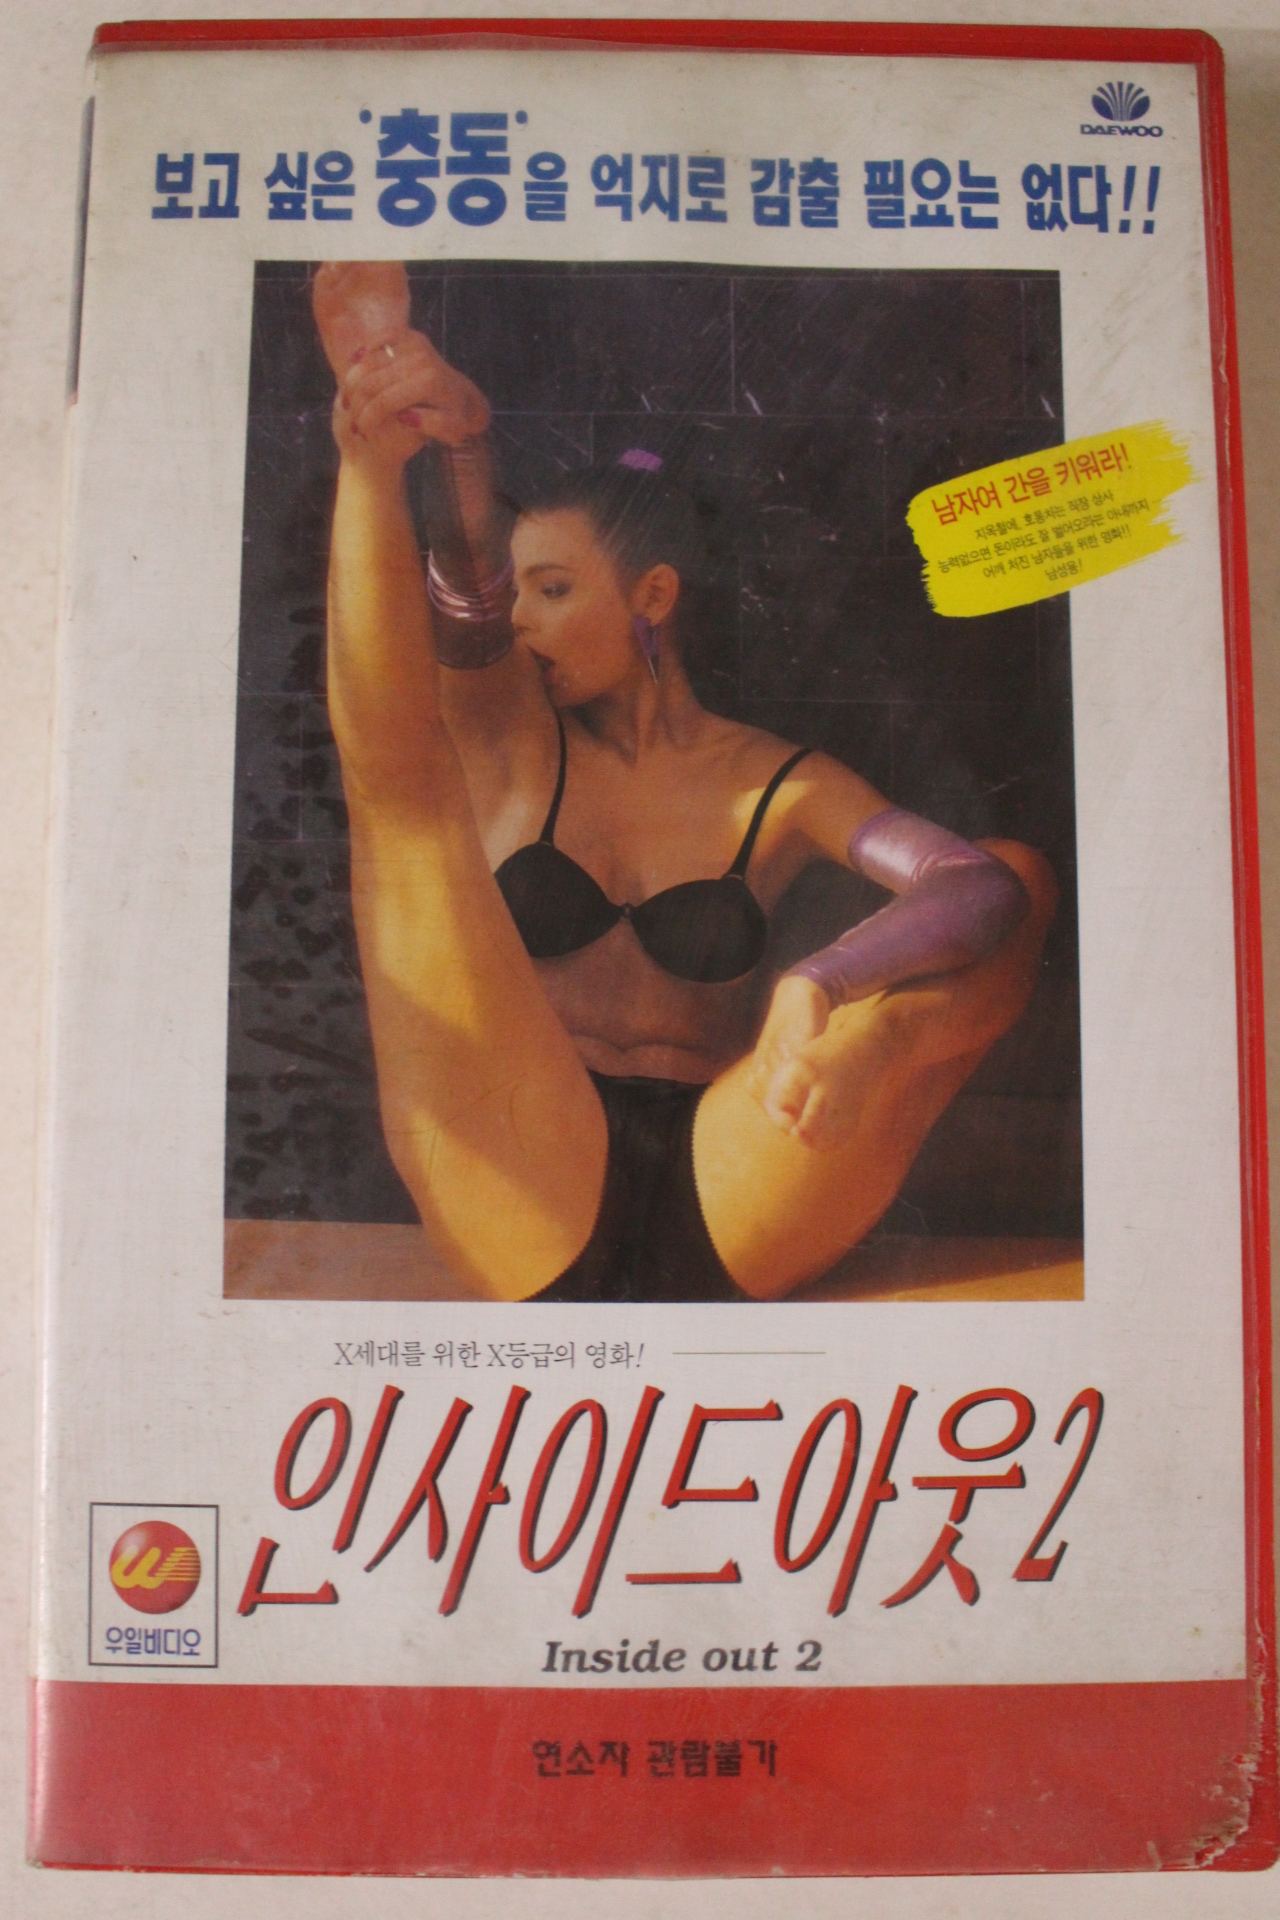 DAEWOO
보고 싶은 '충동'을 억지로 감출 필요는 없다!!
남자여 간을 키워라!
지옥철에, 호통치는 직장 상사
능력없으면 돈이라도 잘 벌어오라는 아내까지
어깨 처진 남자들을 위한 영화!!
남성용!
X세대를 위한 X등급의 영화!
인사이드아웃2
우일비디오
Inside out 2
연소자 관람불가